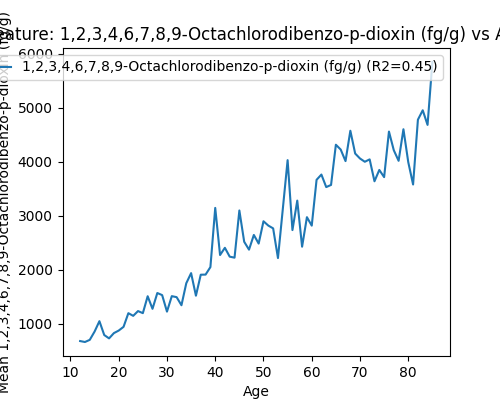 ature: 1,2,3,4,6,7,8,9-Octachlorodibenzo-p-dioxin (fg/g) vs A
1,2,3,4,6,7,8,9-Octachlorodibenzo-p-dioxin (fg/g) (R2=0.45)
Mean 1,2,3,4,6,7,8,9-Octachlorodibenzo-p-dioxin (fg/g)
6000
5000
4000
3000
2000
1000
10 20 30 40 50 60 70 80
Age